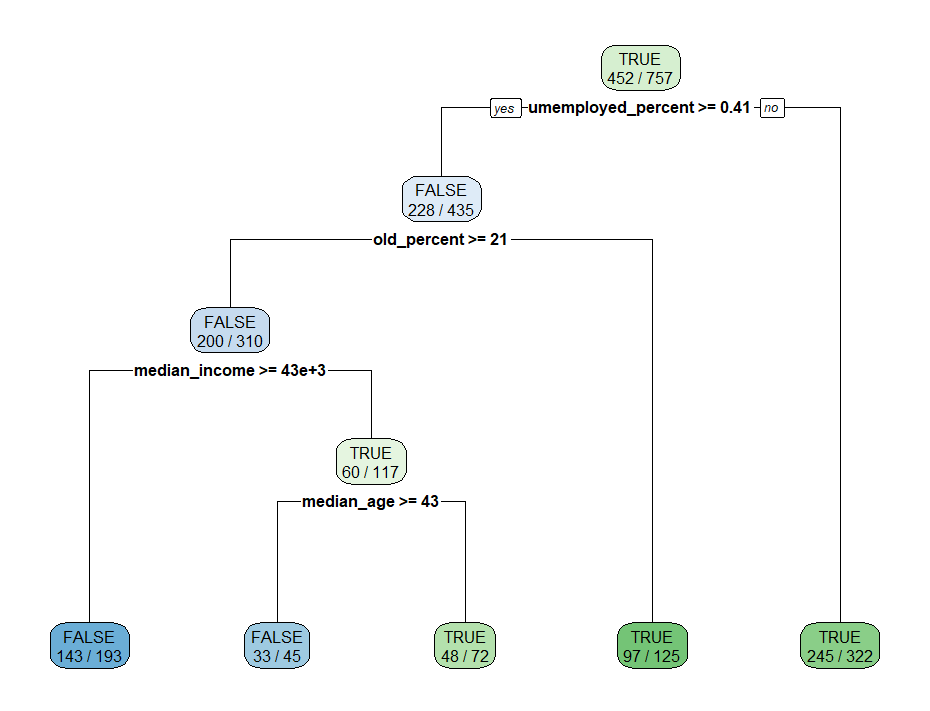 TRUE
452 / 757
yes
umemployed_percent >= 0.41
no
FALSE
228 / 435
old_percent >= 21
FALSE
200 / 310
median_income >= 43e+3
TRUE
60 / 117
median_age >= 43
FALSE
143 / 193
FALSE
33 / 45
TRUE
48 / 72
TRUE
97 / 125
TRUE
245 / 322